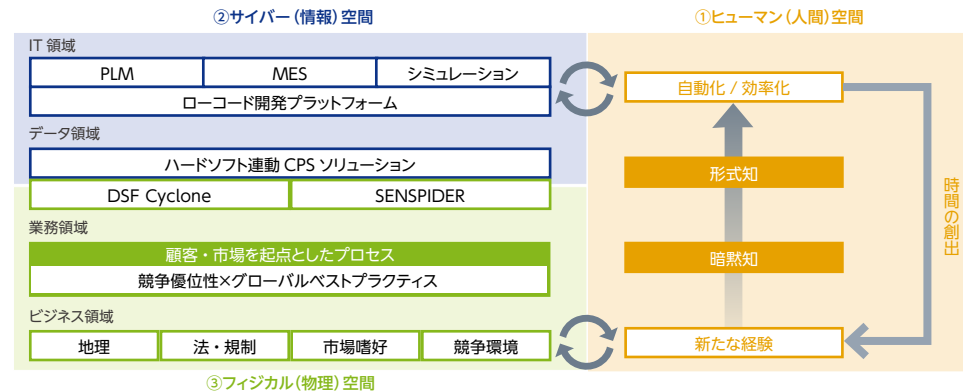 ②サイバー(情報)空間
①ヒューマン(人間)空間
IT 領域
PLM
MES
シミュレーション
ローコード開発プラットフォーム
データ領域
ハードソフト連動 CPS ソリューション
DSF Cyclone
SENSPIDER
業務領域
顧客・市場を起点としたプロセス
競争優位性×グローバルベストプラクティス
ビジネス領域
地理
法・規制
市場嗜好
競争環境
③フィジカル(物理)空間
自動化 / 効率化
形式知
暗黙知
新たな経験
時間の創出